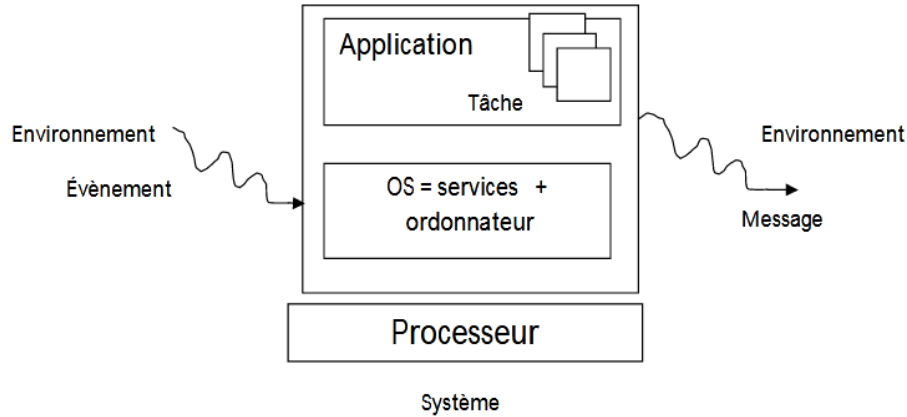 Application
Tâche
Environnement
Évènement
OS = services +
ordonnateur
Environnement
Message
Processeur
Système